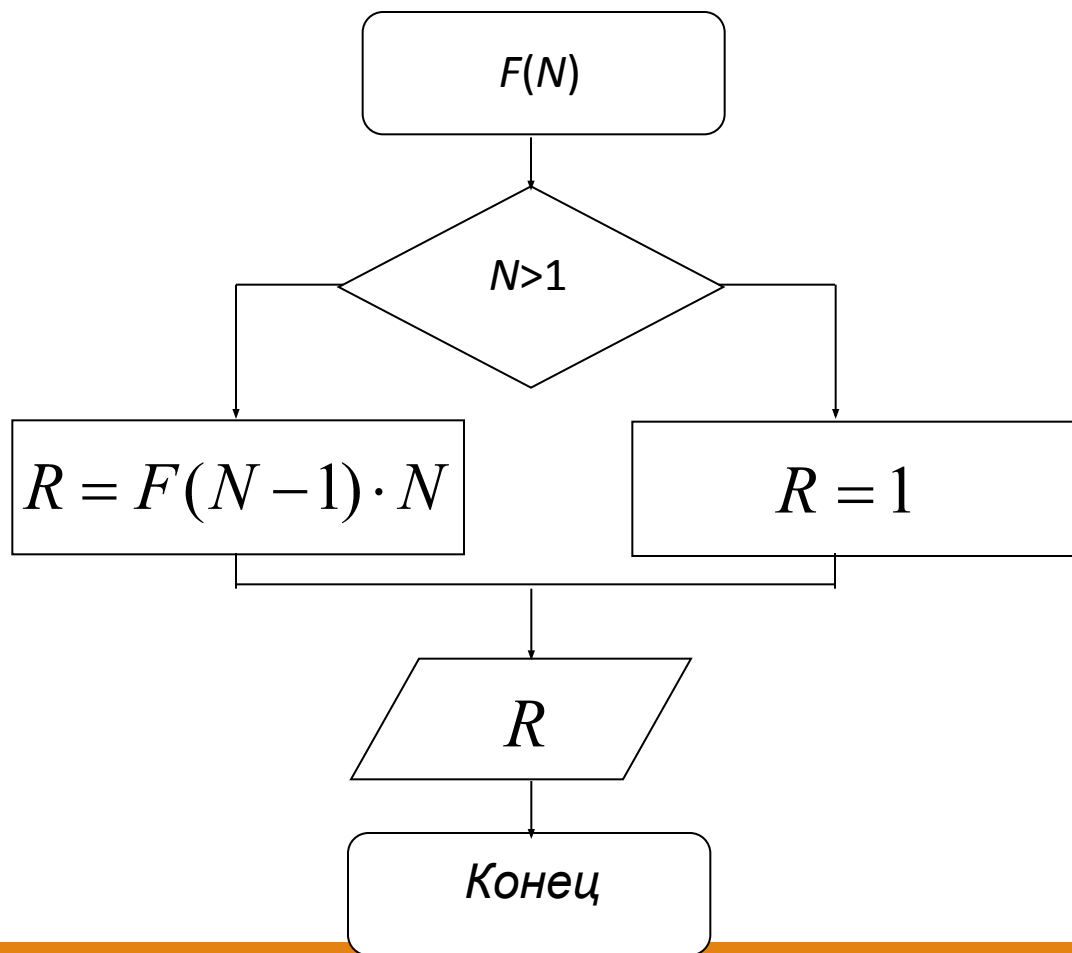 F(N)
N>1
R = F(N−1)·N
R = 1
R
Конец